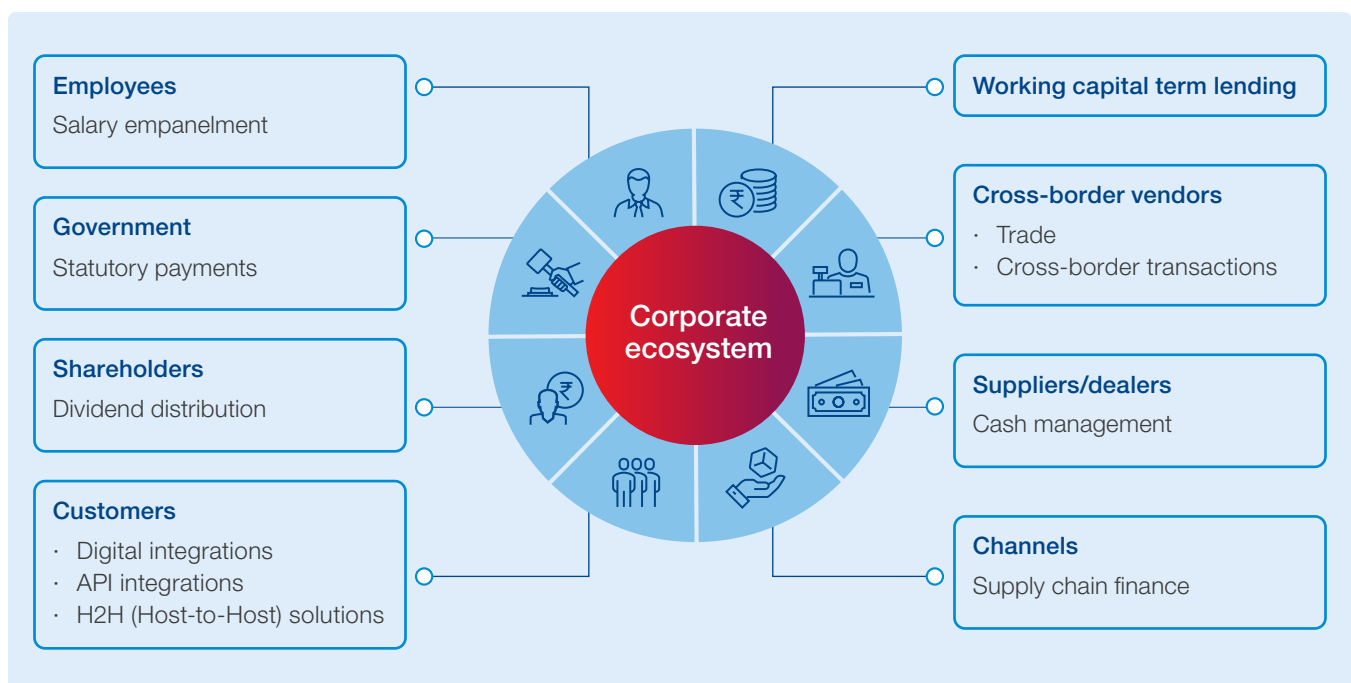 Employees
Salary empanelment
Government
Statutory payments
Shareholders
Dividend distribution
Customers
· Digital integrations
· API integrations
· H2H (Host-to-Host) solutions
₹
₹
Corporate
ecosystem
Working capital term lending
Cross-border vendors
· Trade
· Cross-border transactions
Suppliers/dealers
Cash management
Channels
Supply chain finance